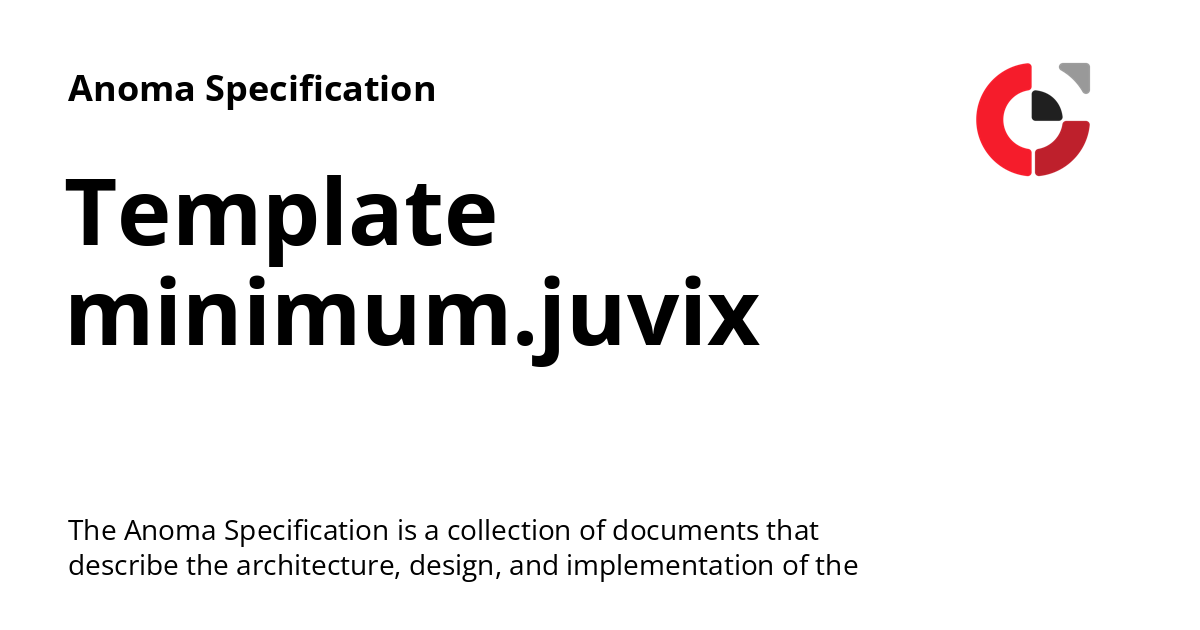 Anoma Specification
Template
minimum.juvix
The Anoma Specification is a collection of documents that
describe the architecture, design, and implementation of the